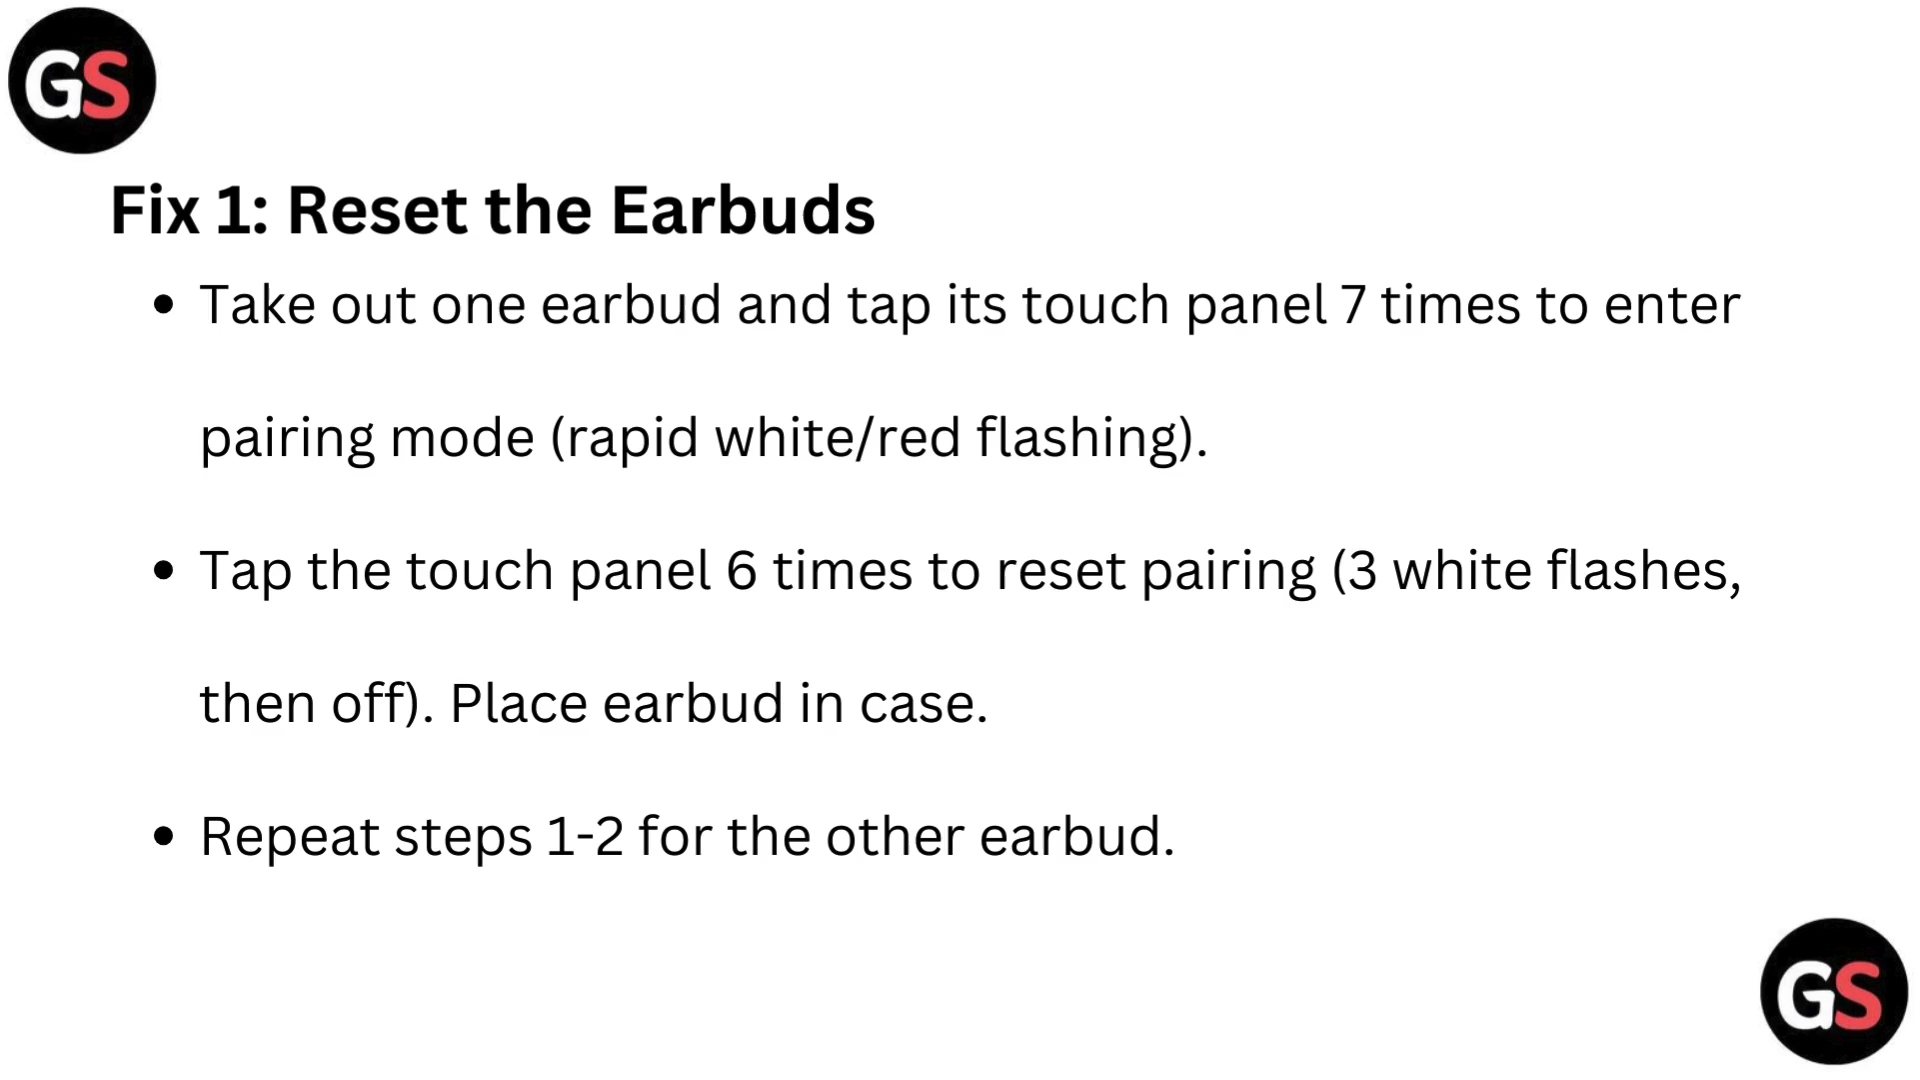 GS
Fix 1: Reset the Earbuds
• Take out one earbud and tap its touch panel 7 times to enter
pairing mode (rapid white/red flashing).
• Tap the touch panel 6 times to reset pairing (3 white flashes,
then off). Place earbud in case.
• Repeat steps 1-2 for the other earbud.
GS